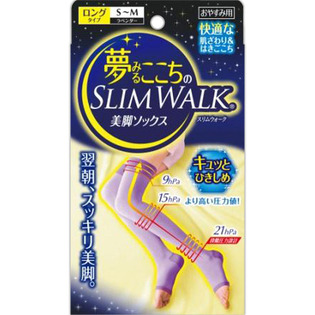 ロング
タイプ
S~M
ラベンダー
おやすみ用
快適な
肌ざわり&
はきごこち
夢みるここちの
SLIM WALK®
スリムウォーク
美脚ソックス
キュッと
ひきしめ
より高い圧力値!
9hPa
15hPa
21hPa
翌朝、スッキリ美脚。